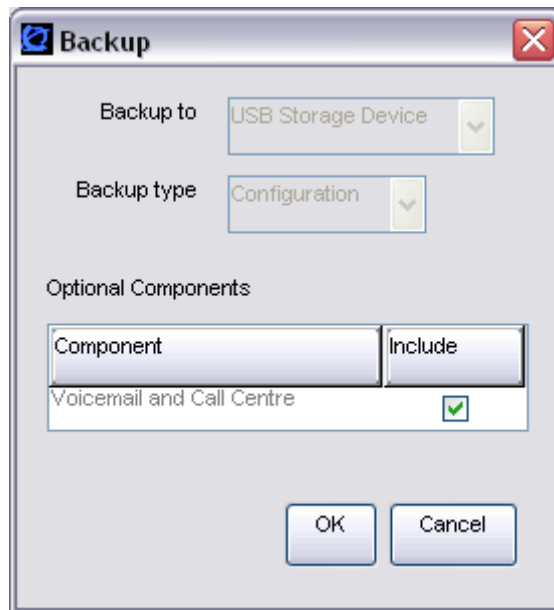 Backup
Backup to USB Storage Device
Backup type Configuration
Optional Components
Component Include
Voicemail and Call Centre
OK Cancel